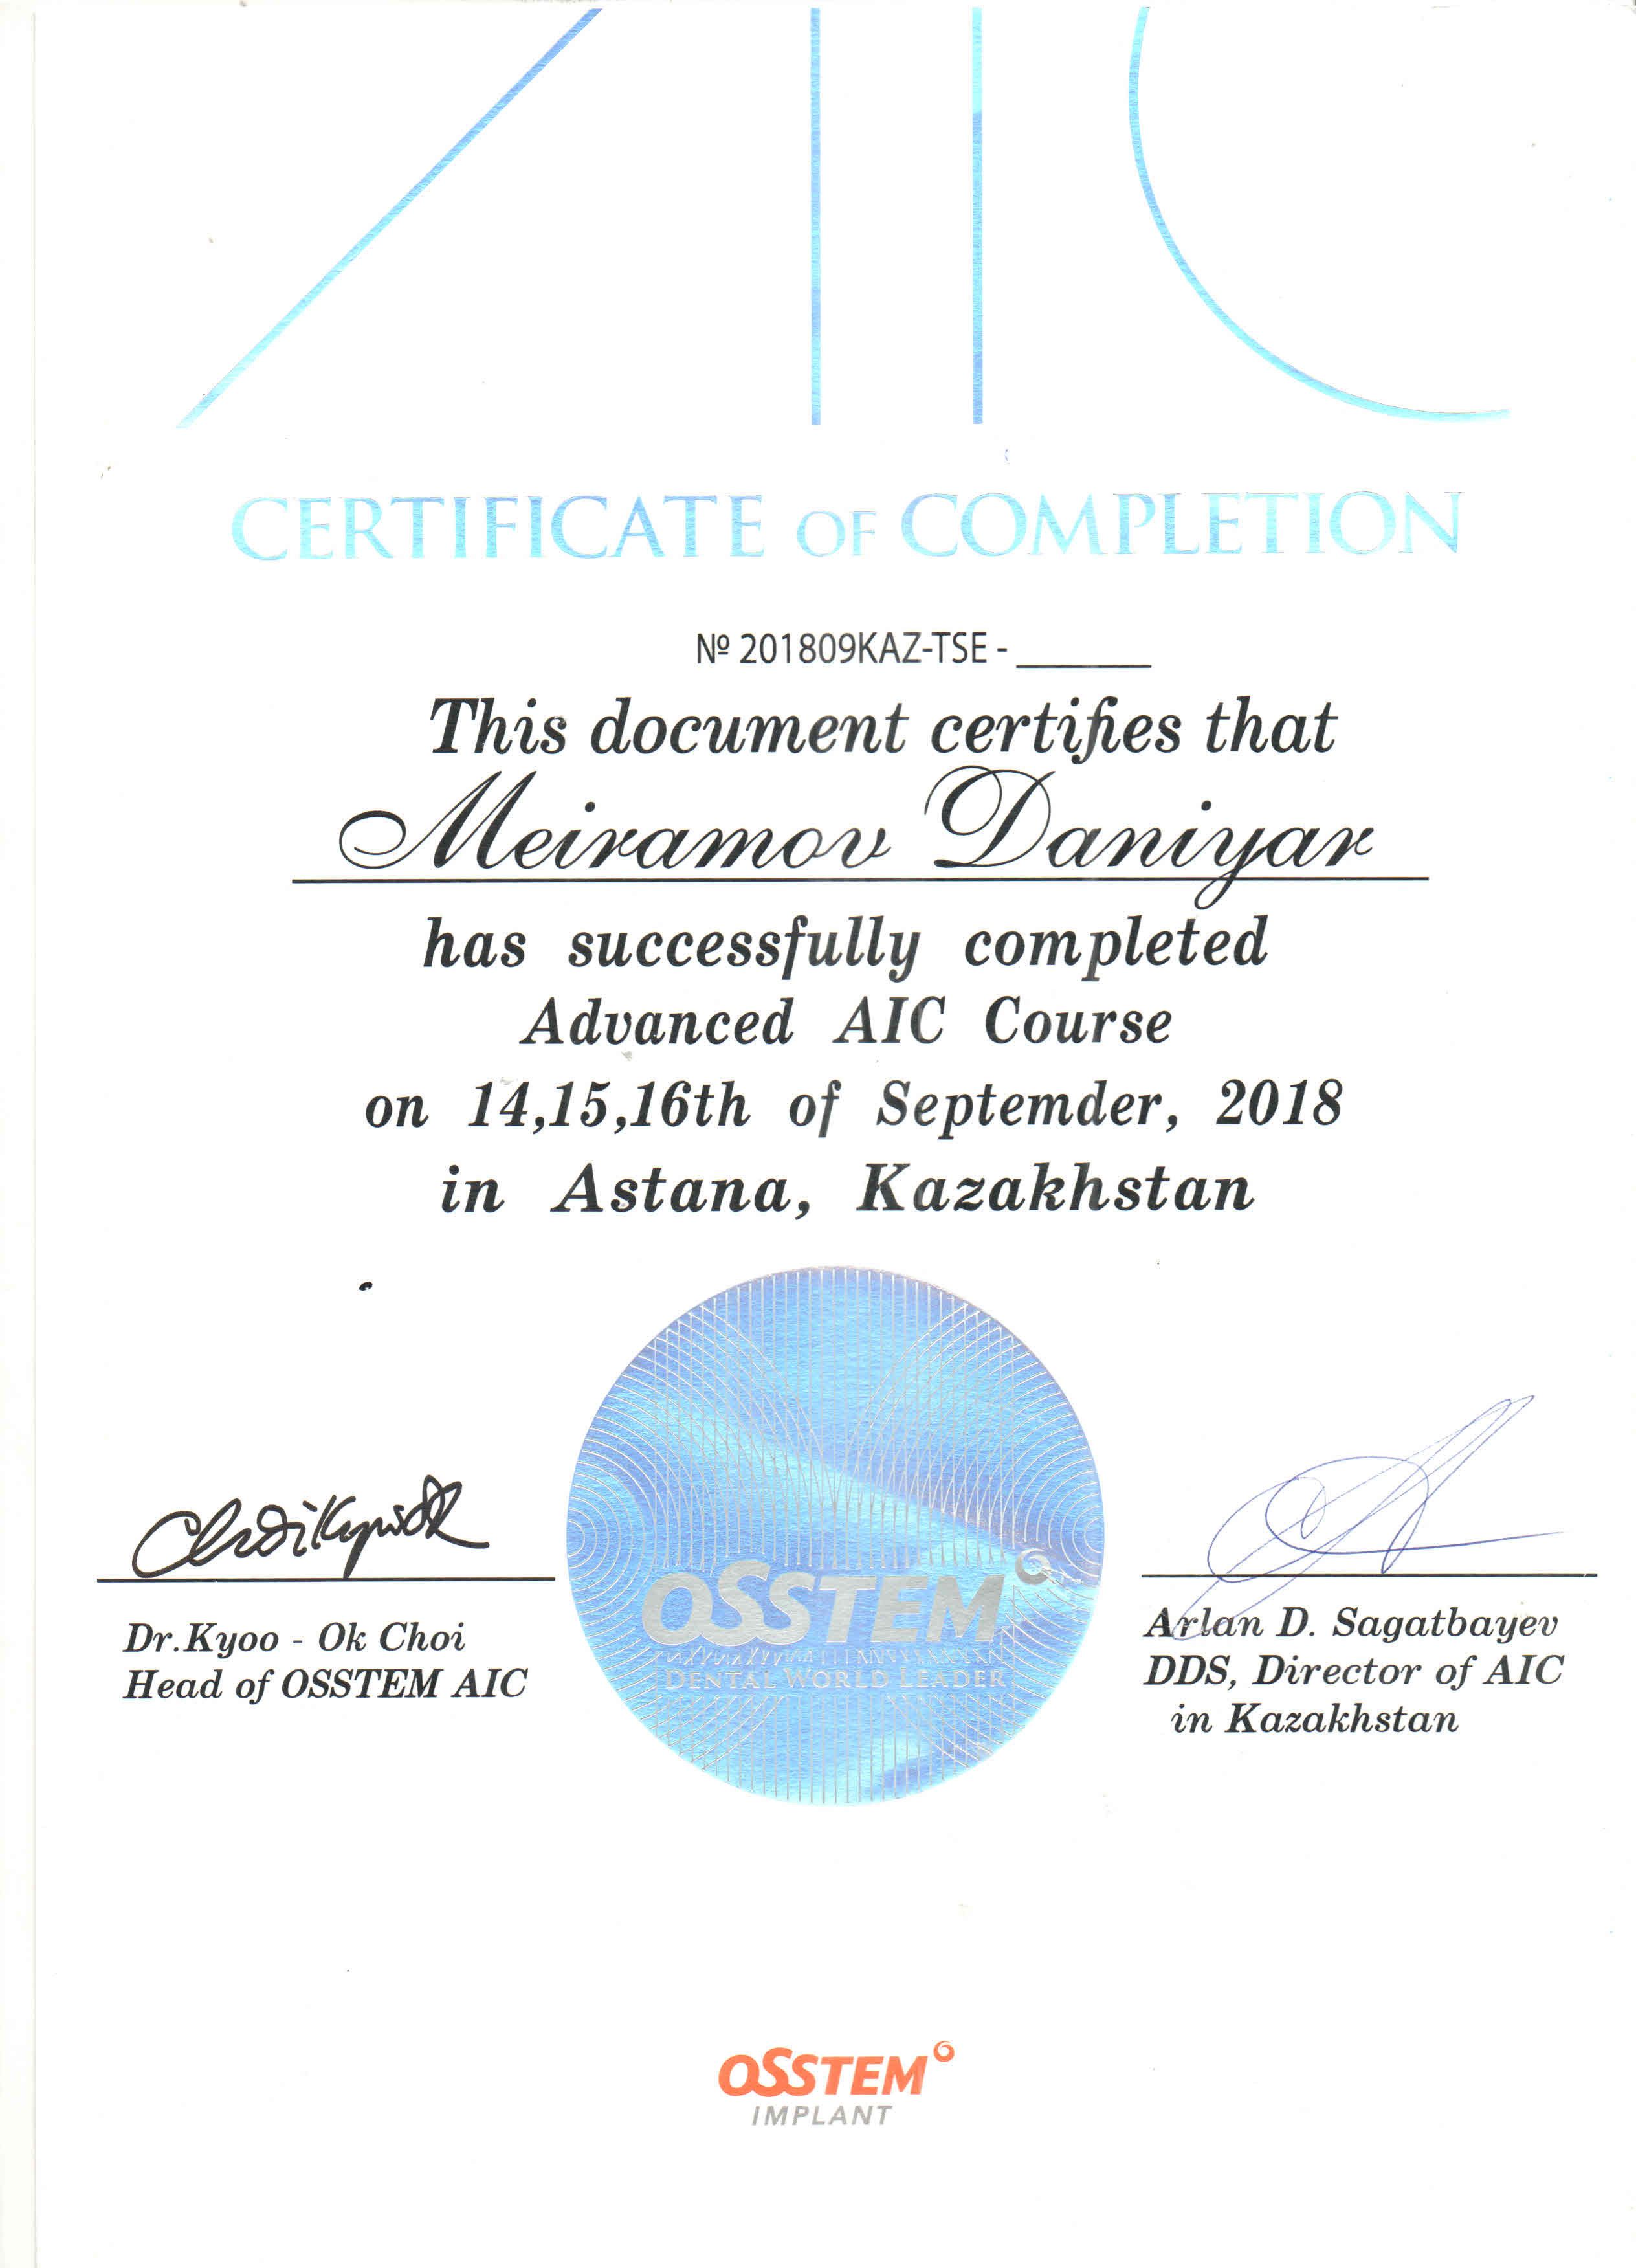 AIC
CERTIFICATE OF COMPLETION
№ 201809KAZ-TSE - ______
This document certifies that
Meiramov Daniyar
has successfully completed
Advanced AIC Course
on 14,15,16th of Septemder, 2018
in Astana, Kazakhstan
OSSTEM
DENTAL WORLD LEADER
Dr.Kyoo - Ok Choi
Head of OSSTEM AIC
Arlan D. Sagatbayev
DDS, Director of AIC
in Kazakhstan
OSSTEM
IMPLANT